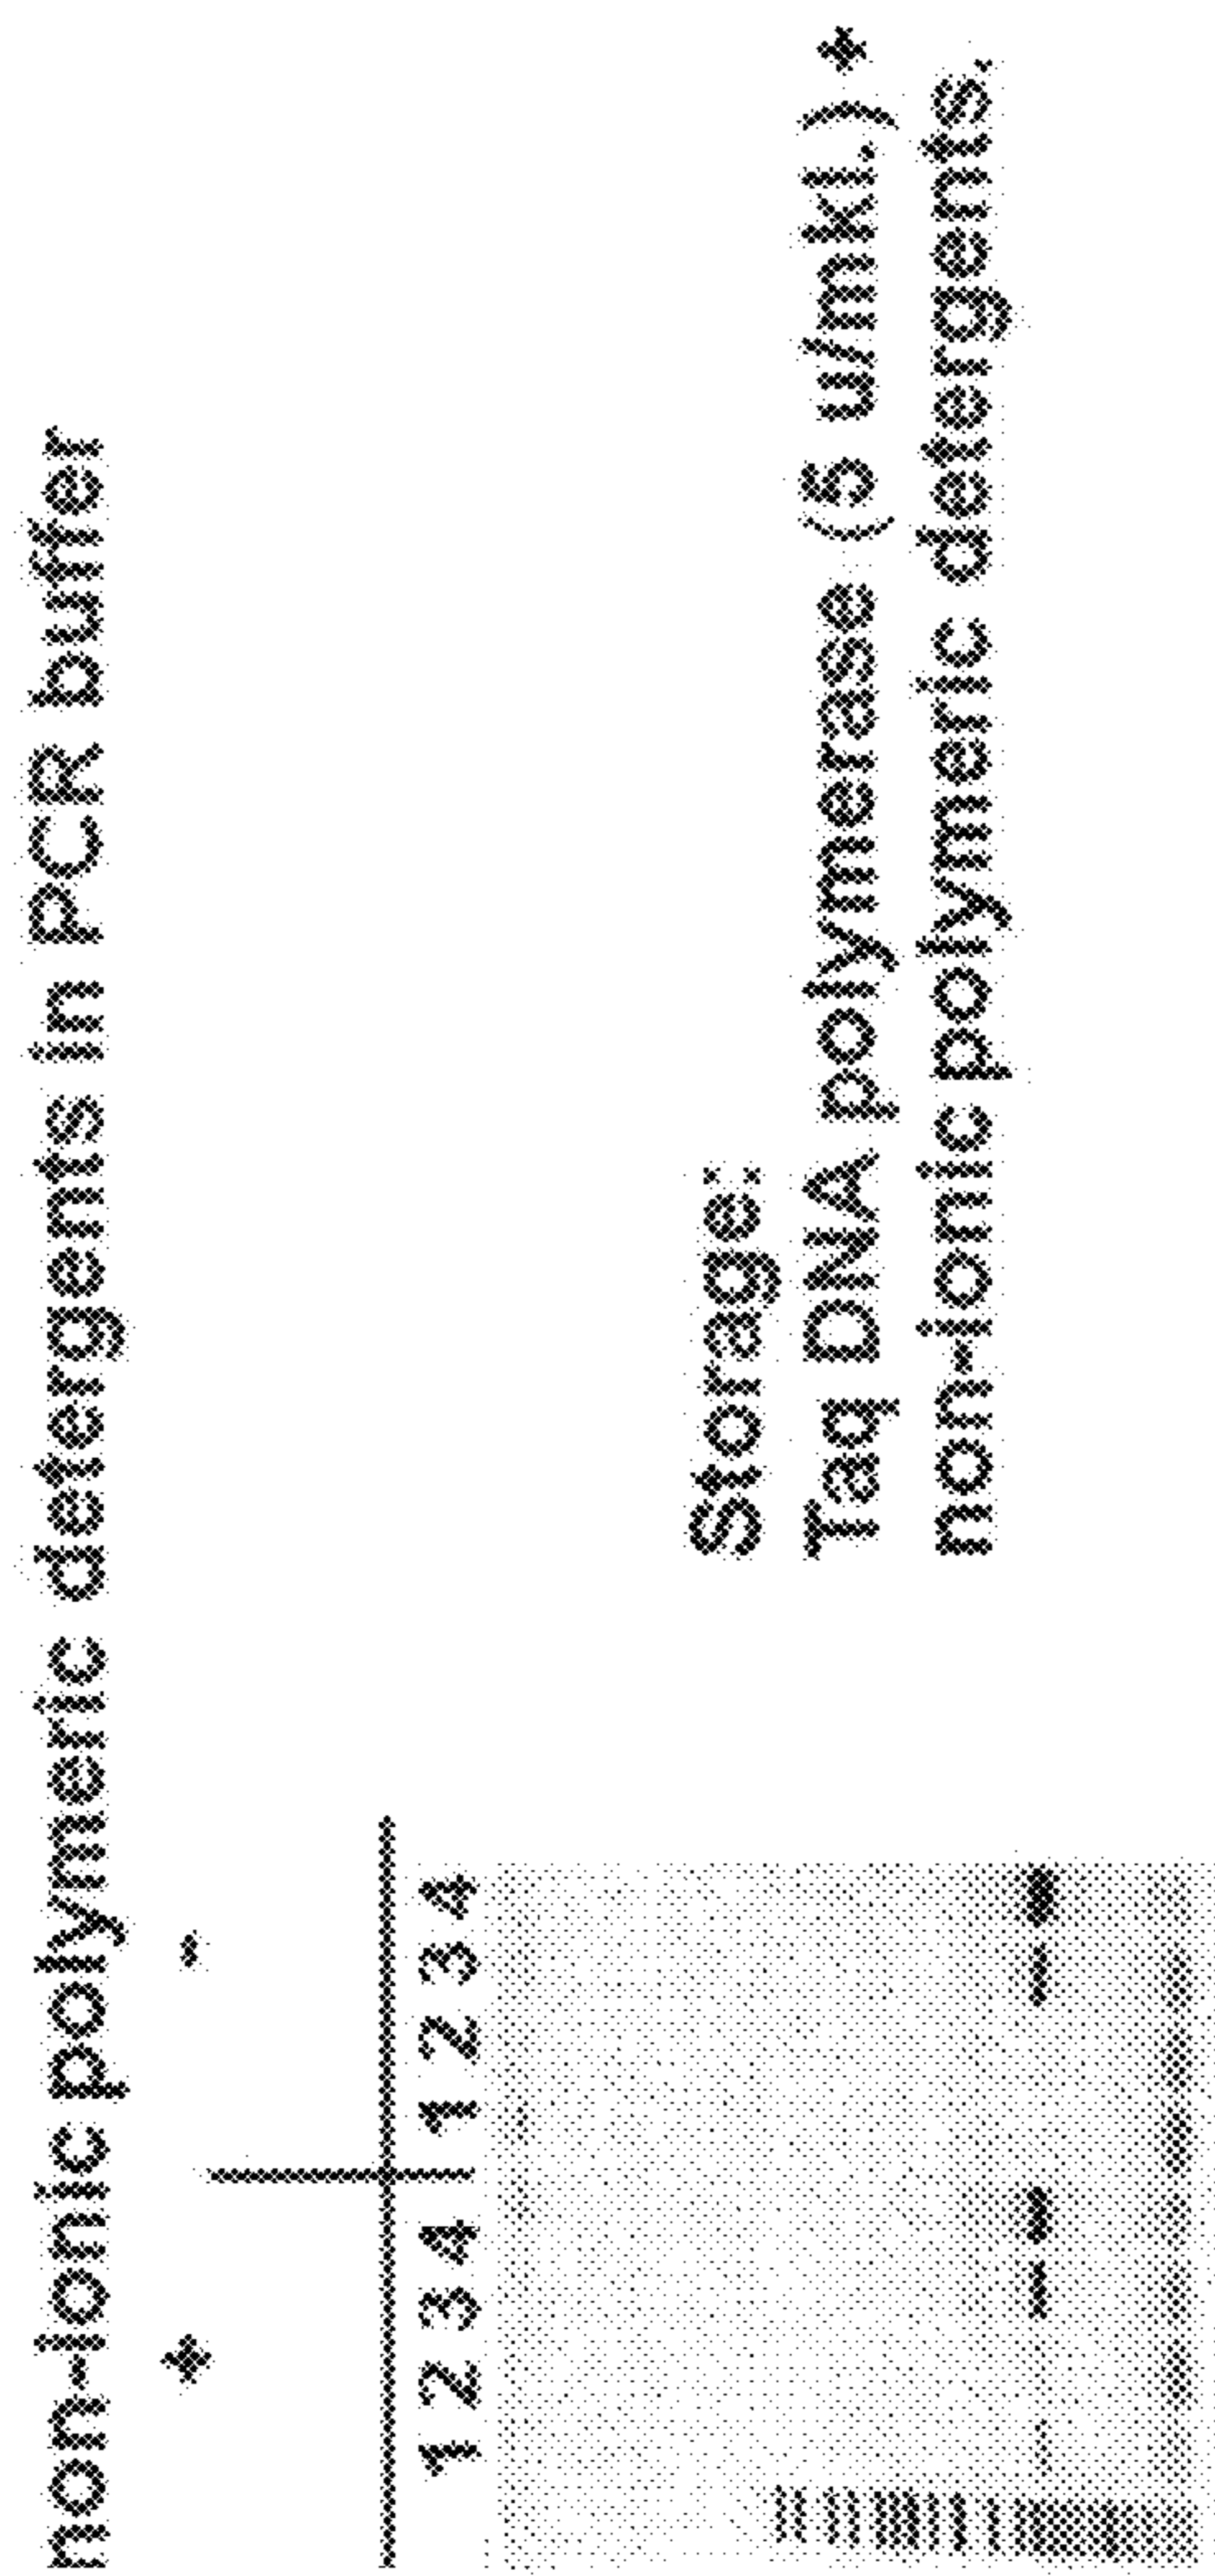 non-ionic polymeric detergents in PCR buffer
+ -
1 2 3 4 1 2 3 4
Storage:
Taq DNA polymerase (5 u/mkl.) +
non-ionic polymeric detergents.